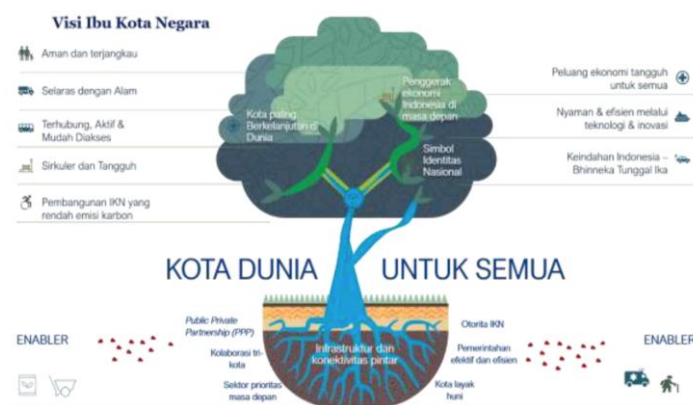 Visi Ibu Kota Negara
Aman dan terjangkau
Selaras dengan Alam
Terhubung, Aktif &
Mudah Diakses
Sirkuler dan Tangguh
Pembangunan IKN yang
rendah emisi karbon
Kota paling
Berkelanjutan di
Dunia
Penggerak
ekonomi
Indonesia di
masa depan
Simbol
Identitas
Nasional
Peluang ekonomi tangguh
untuk semua
Nyaman & efisien melalui
teknologi & inovasi
Keindahan Indonesia –
Bhinneka Tunggal Ika
KOTA DUNIA UNTUK SEMUA
ENABLER
Public Private
Partnership (PPP)
Kolaborasi tri-
kota
Sektor prioritas
masa depan
Infrastruktur dan
konektivitas pintar
Otorita IKN
Pemerintahan
efektif dan efisien
Kota layak
huni
ENABLER